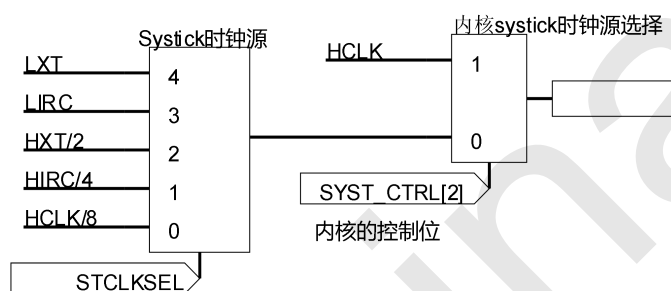 Systick时钟源
内核systick时钟源选择
LXT
4
LIRC
3
HXT/2
2
HIRC/4
1
HCLK/8
0
STCLKSEL
HCLK
1
0
SYST_CTRL[2]
内核的控制位